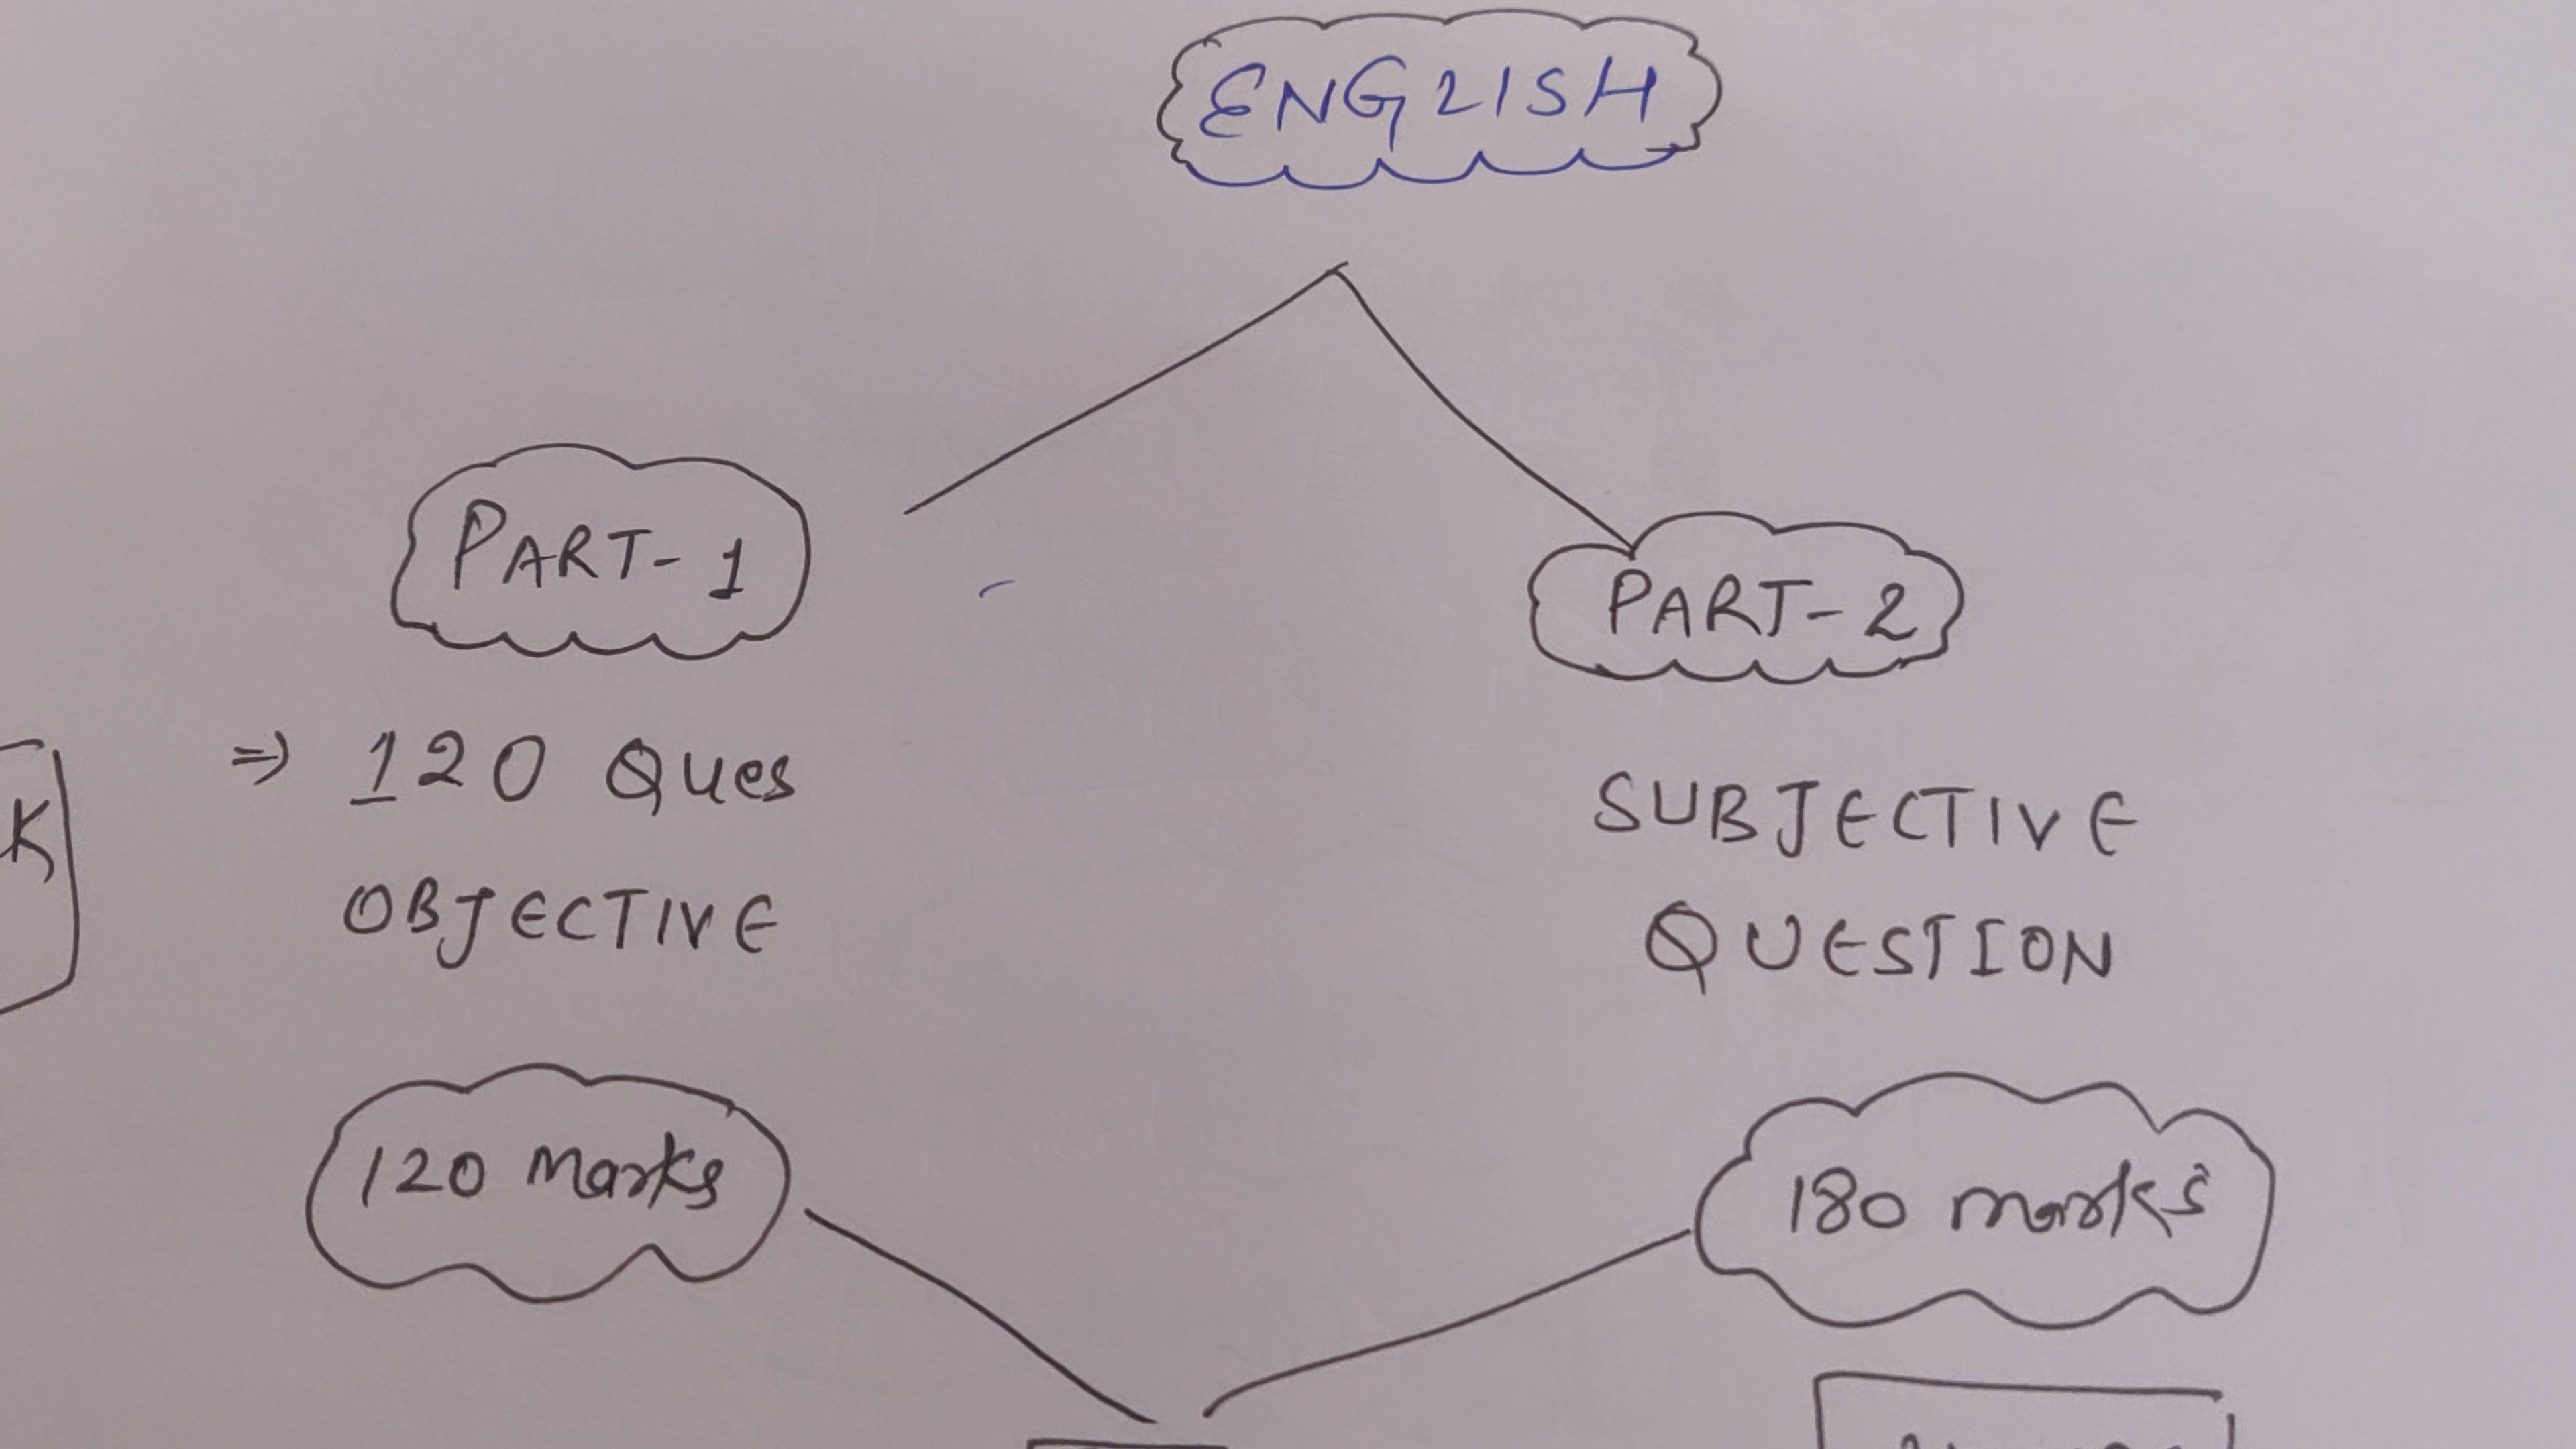 ENGLISH
PART-1
PART-2
⇒ 120 Ques
OBJECTIVE
SUBJECTIVE
QUESTION
K
120 Marks
180 marks